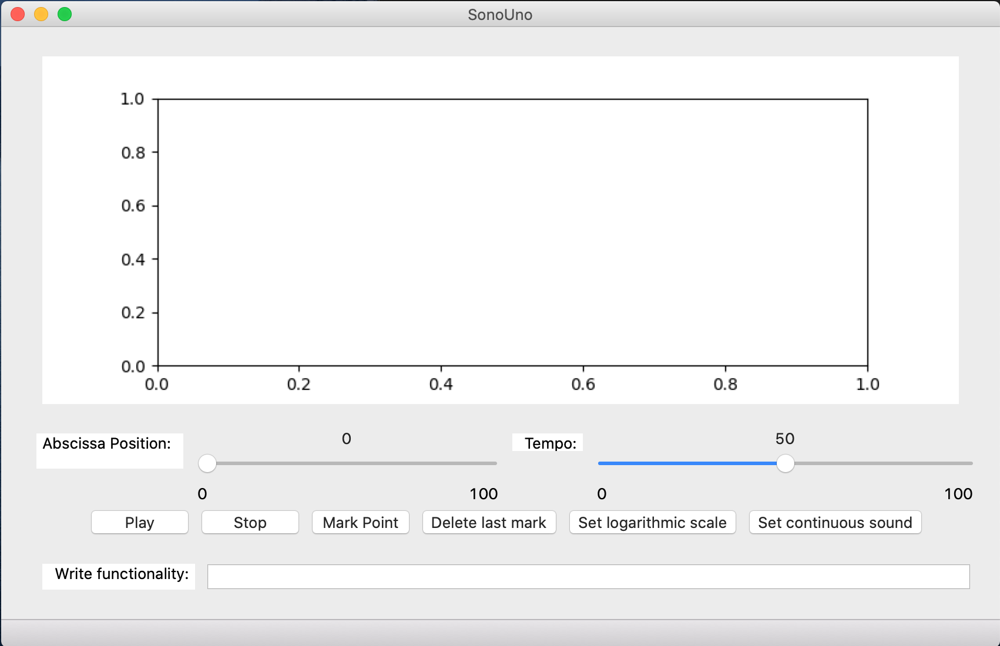 SonoUno
1.0
0.8
0.6
0.4
0.2
0.0
0.0 0.2 0.4 0.6 0.8 1.0
Abscissa Position: 0 Tempo: 50
0 100 0 100
Play Stop Mark Point Delete last mark Set logarithmic scale Set continuous sound
Write functionality: